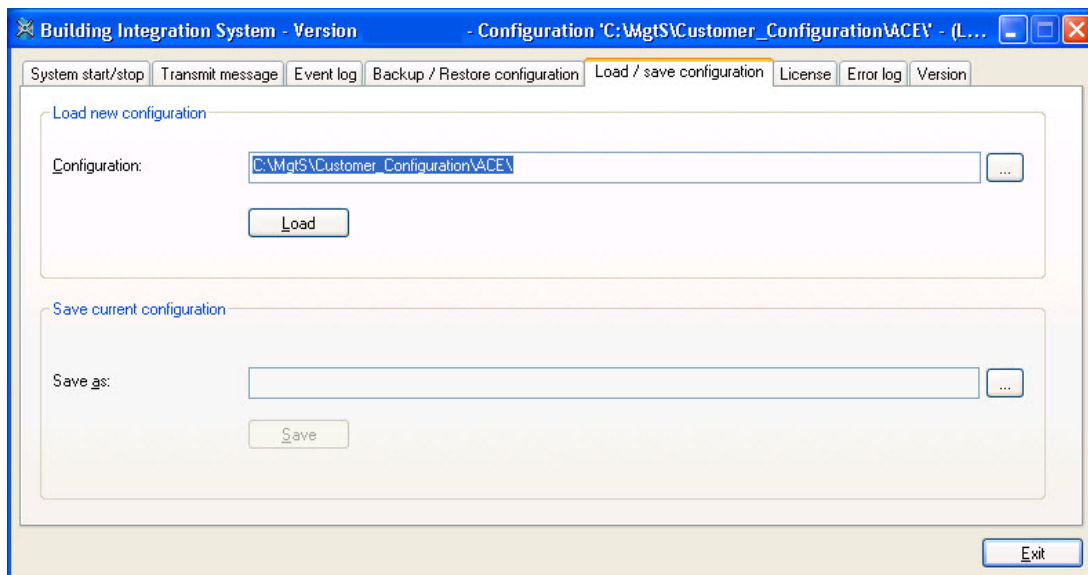 Building Integration System - Version - Configuration 'C:\MgtS\Customer_Configuration\ACE\' - (L...
System start/stop Transmit message Event log Backup / Restore configuration Load / save configuration License Error log Version
Load new configuration
Configuration: C:\MgtS\Customer_Configuration\ACE\ ...
Load
Save current configuration
Save as: ...
Save
Exit